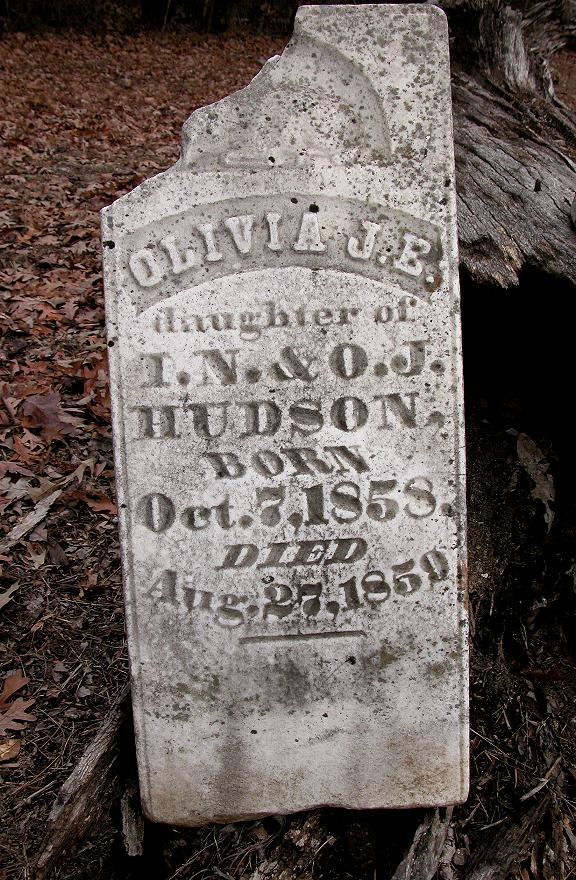 OLIVIA J.E.
daughter of
I.N. & O.J.
HUDSON,
BORN
Oct. 7, 1858.
DIED
Aug. 27, 1859